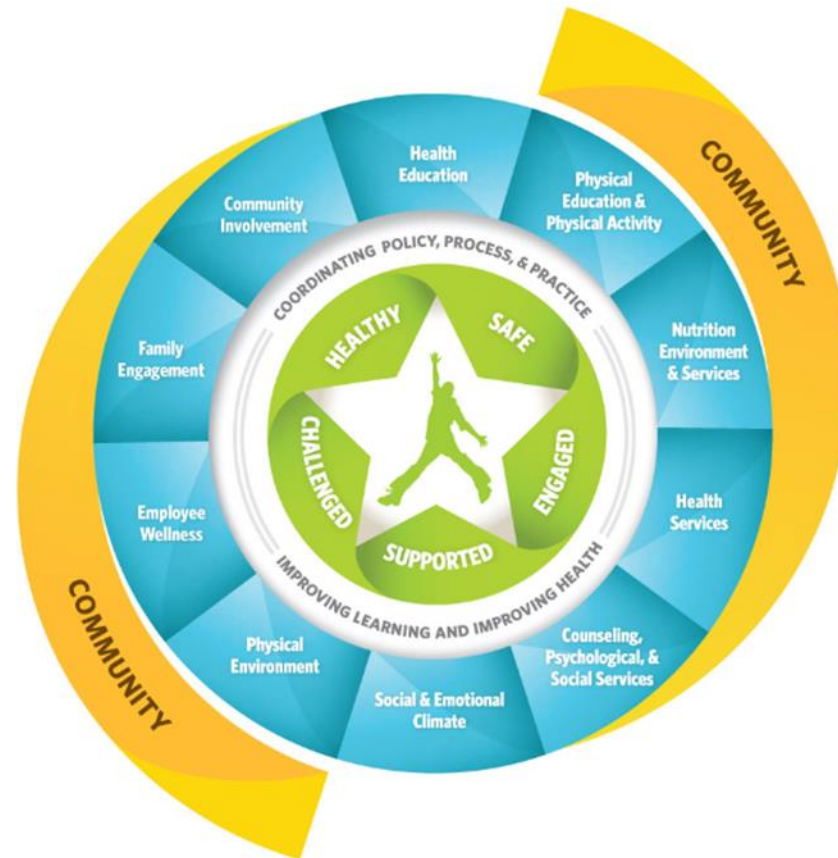 COMMUNITY
Health
Education
Physical
Education &
Physical Activity
Nutrition
Environment
& Services
Health
Services
Counseling,
Psychological, &
Social Services
Social & Emotional
Climate
Physical
Environment
Employee
Wellness
Family
Engagement
Community
Involvement
COORDINATING POLICY, PROCESS, & PRACTICE
IMPROVING LEARNING AND IMPROVING HEALTH
HEALTHY
SAFE
ENGAGED
SUPPORTED
CHALLENGED
COMMUNITY